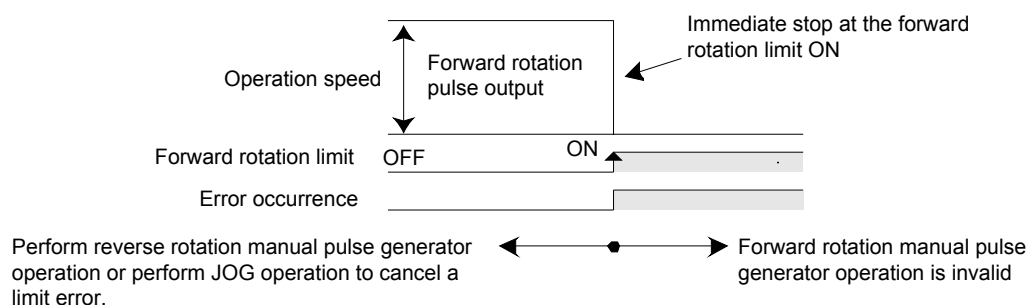 Immediate stop at the forward
rotation limit ON
Operation speed
Forward rotation
pulse output
Forward rotation limit
OFF
ON
Error occurrence
Perform reverse rotation manual pulse generator
operation or perform JOG operation to cancel a
limit error.
Forward rotation manual pulse
generator operation is invalid